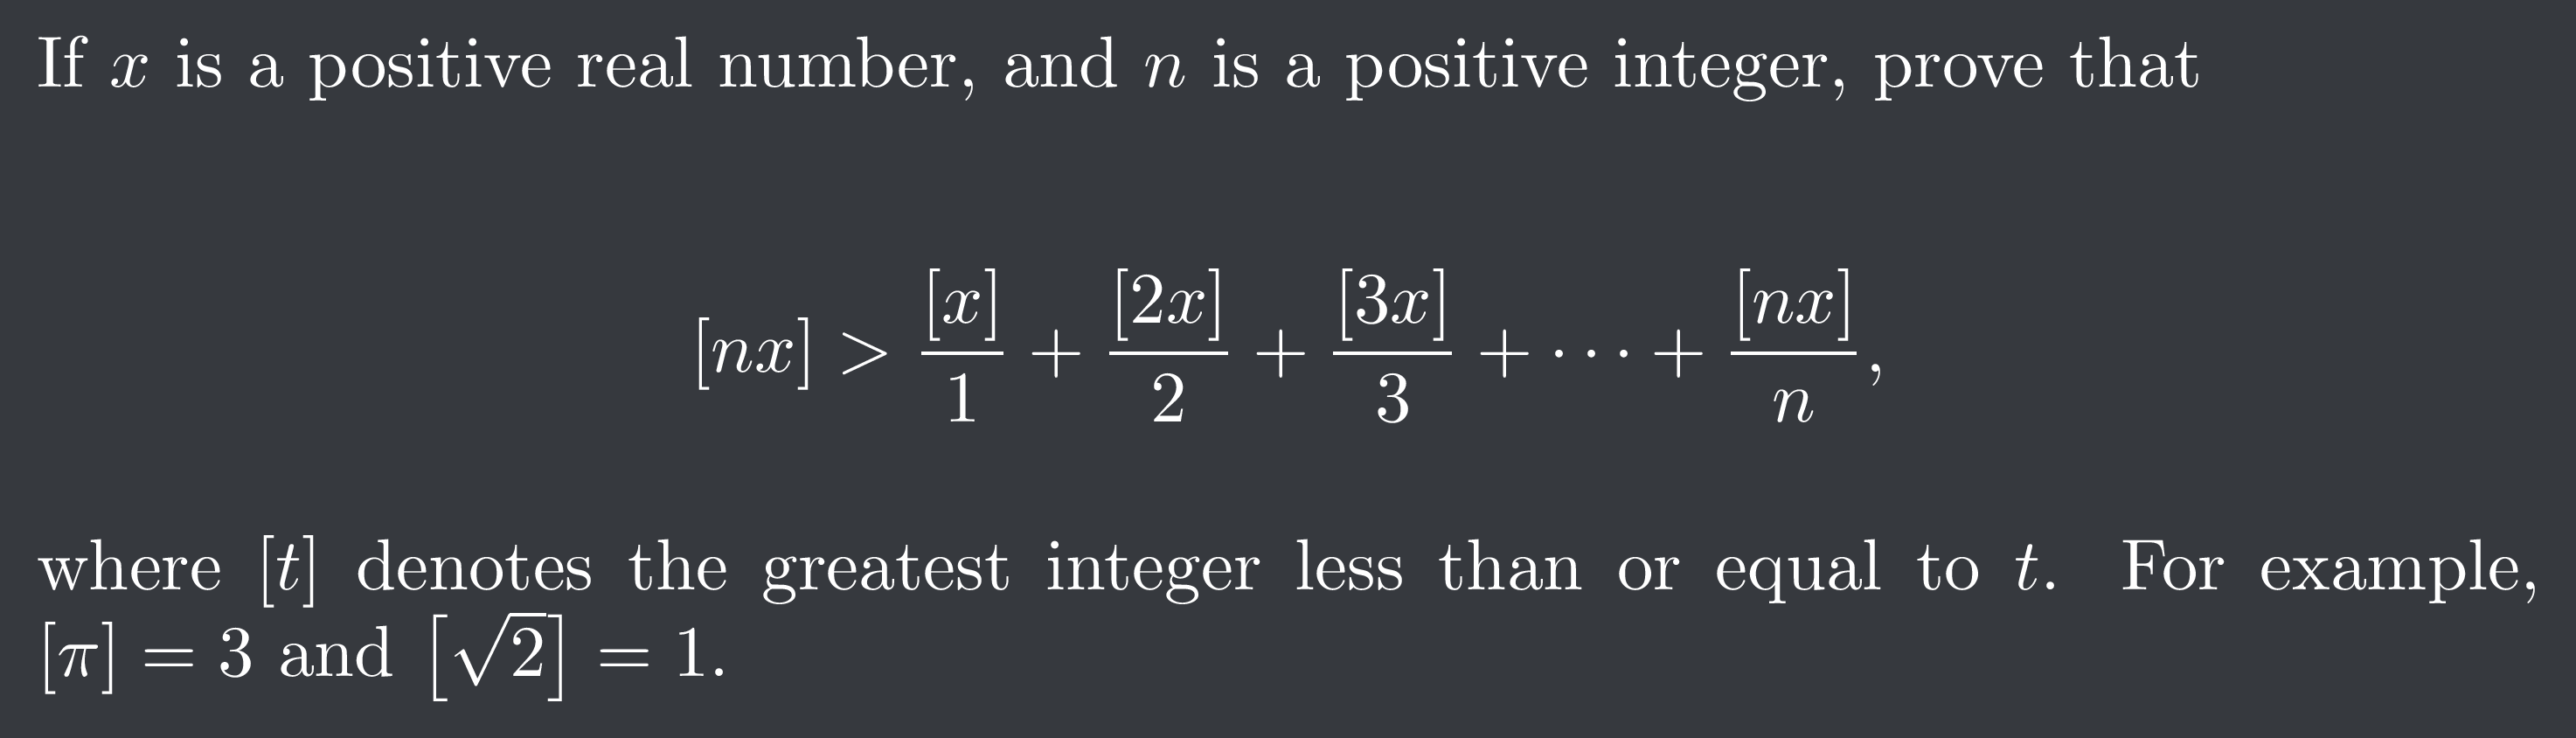 If x is a positive real number, and n is a positive integer, prove that
[nx] > [x]/1 + [2x]/2 + [3x]/3 + ··· + [nx]/n,
where [t] denotes the greatest integer less than or equal to t. For example,
[π] = 3 and [√2] = 1.